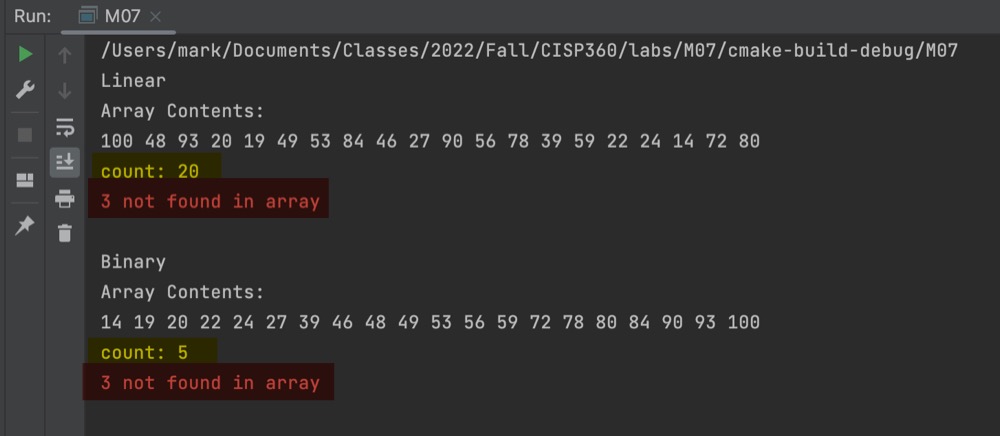 Run: M07
/Users/mark/Documents/Classes/2022/Fall/CISP360/labs/M07/cmake-build-debug/M07
Linear
Array Contents:
100 48 93 20 19 49 53 84 46 27 90 56 78 39 59 22 24 14 72 80
count: 20
3 not found in array
Binary
Array Contents:
14 19 20 22 24 27 39 46 48 49 53 56 59 72 78 80 84 90 93 100
count: 5
3 not found in array